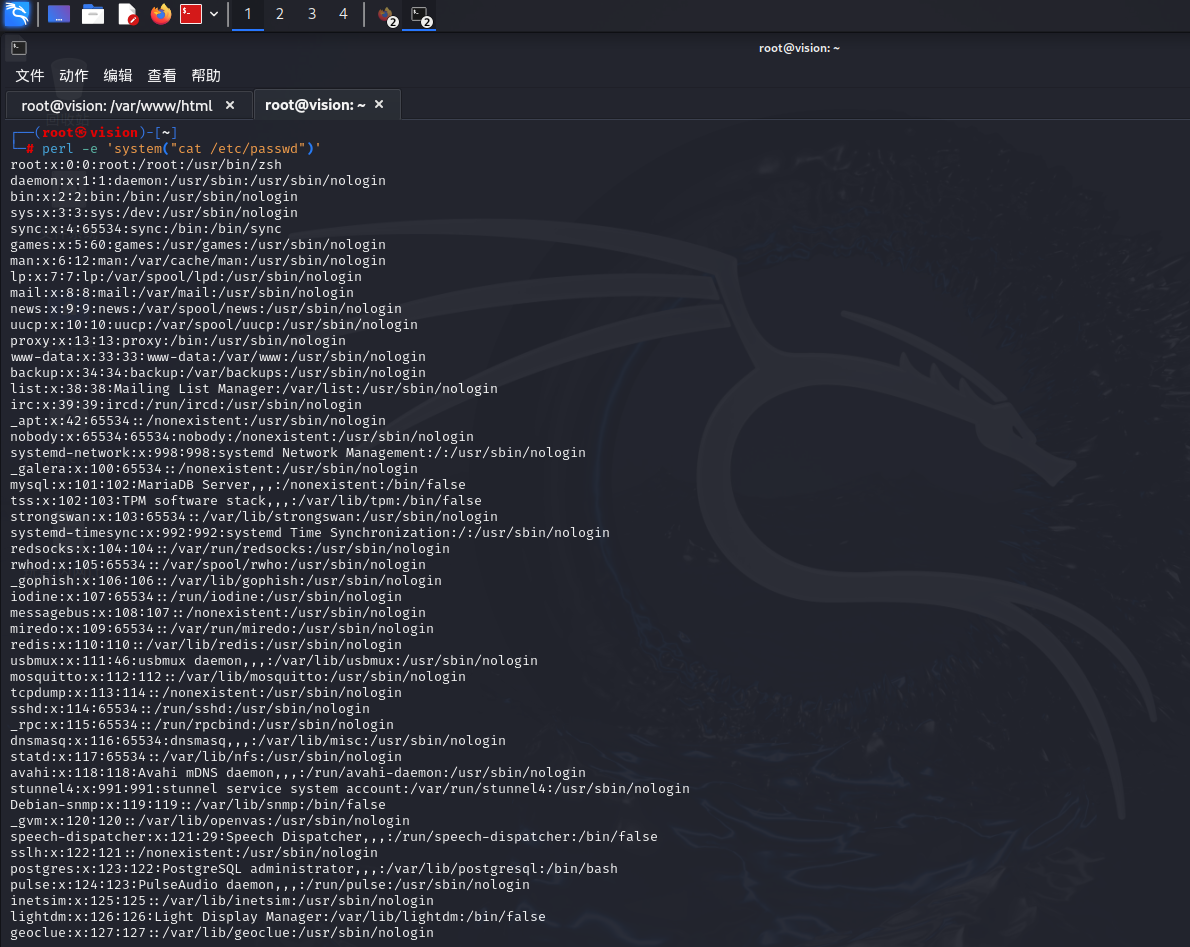 1 2 3 4 2 2
root@vision: ~
文件 动作 编辑 查看 帮助
root@vision: /var/www/html × root@vision: ~ ×
┌──(root㉿vision)-[~]
└─# perl -e 'system("cat /etc/passwd")'
root:x:0:0:root:/root:/usr/bin/zsh
daemon:x:1:1:daemon:/usr/sbin:/usr/sbin/nologin
bin:x:2:2:bin:/bin:/usr/sbin/nologin
sys:x:3:3:sys:/dev:/usr/sbin/nologin
sync:x:4:65534:sync:/bin:/bin/sync
games:x:5:60:games:/usr/games:/usr/sbin/nologin
man:x:6:12:man:/var/cache/man:/usr/sbin/nologin
lp:x:7:7:lp:/var/spool/lpd:/usr/sbin/nologin
mail:x:8:8:mail:/var/mail:/usr/sbin/nologin
news:x:9:9:news:/var/spool/news:/usr/sbin/nologin
uucp:x:10:10:uucp:/var/spool/uucp:/usr/sbin/nologin
proxy:x:13:13:proxy:/bin:/usr/sbin/nologin
www-data:x:33:33:www-data:/var/www:/usr/sbin/nologin
backup:x:34:34:backup:/var/backups:/usr/sbin/nologin
list:x:38:38:Mailing List Manager:/var/list:/usr/sbin/nologin
irc:x:39:39:ircd:/run/ircd:/usr/sbin/nologin
_apt:x:42:65534::/nonexistent:/usr/sbin/nologin
nobody:x:65534:65534:nobody:/nonexistent:/usr/sbin/nologin
systemd-network:x:998:998:systemd Network Management:/:/usr/sbin/nologin
_galera:x:100:65534::/nonexistent:/usr/sbin/nologin
mysql:x:101:102:MariaDB Server,,,:/nonexistent:/bin/false
tss:x:102:103:TPM software stack,,,:/var/lib/tpm:/bin/false
strongswan:x:103:65534::/var/lib/strongswan:/usr/sbin/nologin
systemd-timesync:x:992:992:systemd Time Synchronization:/:/usr/sbin/nologin
redsocks:x:104:104::/var/run/redsocks:/usr/sbin/nologin
rwhod:x:105:65534::/var/spool/rwho:/usr/sbin/nologin
_gophish:x:106:106::/var/lib/gophish:/usr/sbin/nologin
iodine:x:107:65534::/run/iodine:/usr/sbin/nologin
messagebus:x:108:107::/nonexistent:/usr/sbin/nologin
miredo:x:109:65534::/var/run/miredo:/usr/sbin/nologin
redis:x:110:110::/var/lib/redis:/usr/sbin/nologin
usbmux:x:111:46:usbmux daemon,,,:/var/lib/usbmux:/usr/sbin/nologin
mosquitto:x:112:112::/var/lib/mosquitto:/usr/sbin/nologin
tcpdump:x:113:114::/nonexistent:/usr/sbin/nologin
sshd:x:114:65534::/run/sshd:/usr/sbin/nologin
_rpc:x:115:65534::/run/rpcbind:/usr/sbin/nologin
dnsmasq:x:116:65534:dnsmasq,,,:/var/lib/misc:/usr/sbin/nologin
statd:x:117:65534::/var/lib/nfs:/usr/sbin/nologin
avahi:x:118:118:Avahi mDNS daemon,,,:/run/avahi-daemon:/usr/sbin/nologin
stunnel4:x:991:991:stunnel service system account:/var/run/stunnel4:/usr/sbin/nologin
Debian-snmp:x:119:119::/var/lib/snmp:/bin/false
_gvm:x:120:120::/var/lib/openvas:/usr/sbin/nologin
speech-dispatcher:x:121:29:Speech Dispatcher,,,:/run/speech-dispatcher:/bin/false
sslh:x:122:121::/nonexistent:/usr/sbin/nologin
postgres:x:123:122:PostgreSQL administrator,,,:/var/lib/postgresql:/bin/bash
pulse:x:124:123:PulseAudio daemon,,,:/run/pulse:/usr/sbin/nologin
inetsim:x:125:125::/var/lib/inetsim:/usr/sbin/nologin
lightdm:x:126:126:Light Display Manager:/var/lib/lightdm:/bin/false
geoclue:x:127:127::/var/lib/geoclue:/usr/sbin/nologin